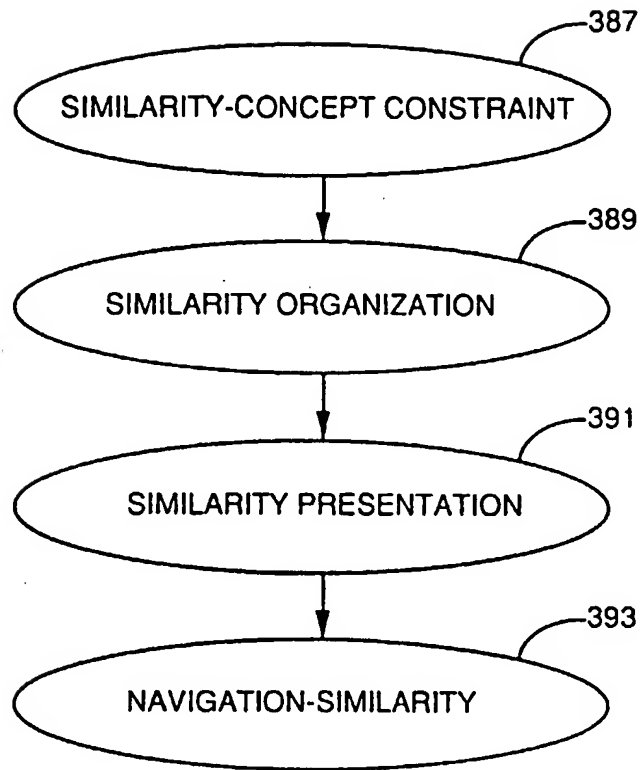 387
SIMILARITY-CONCEPT CONSTRAINT
389
SIMILARITY ORGANIZATION
391
SIMILARITY PRESENTATION
393
NAVIGATION-SIMILARITY